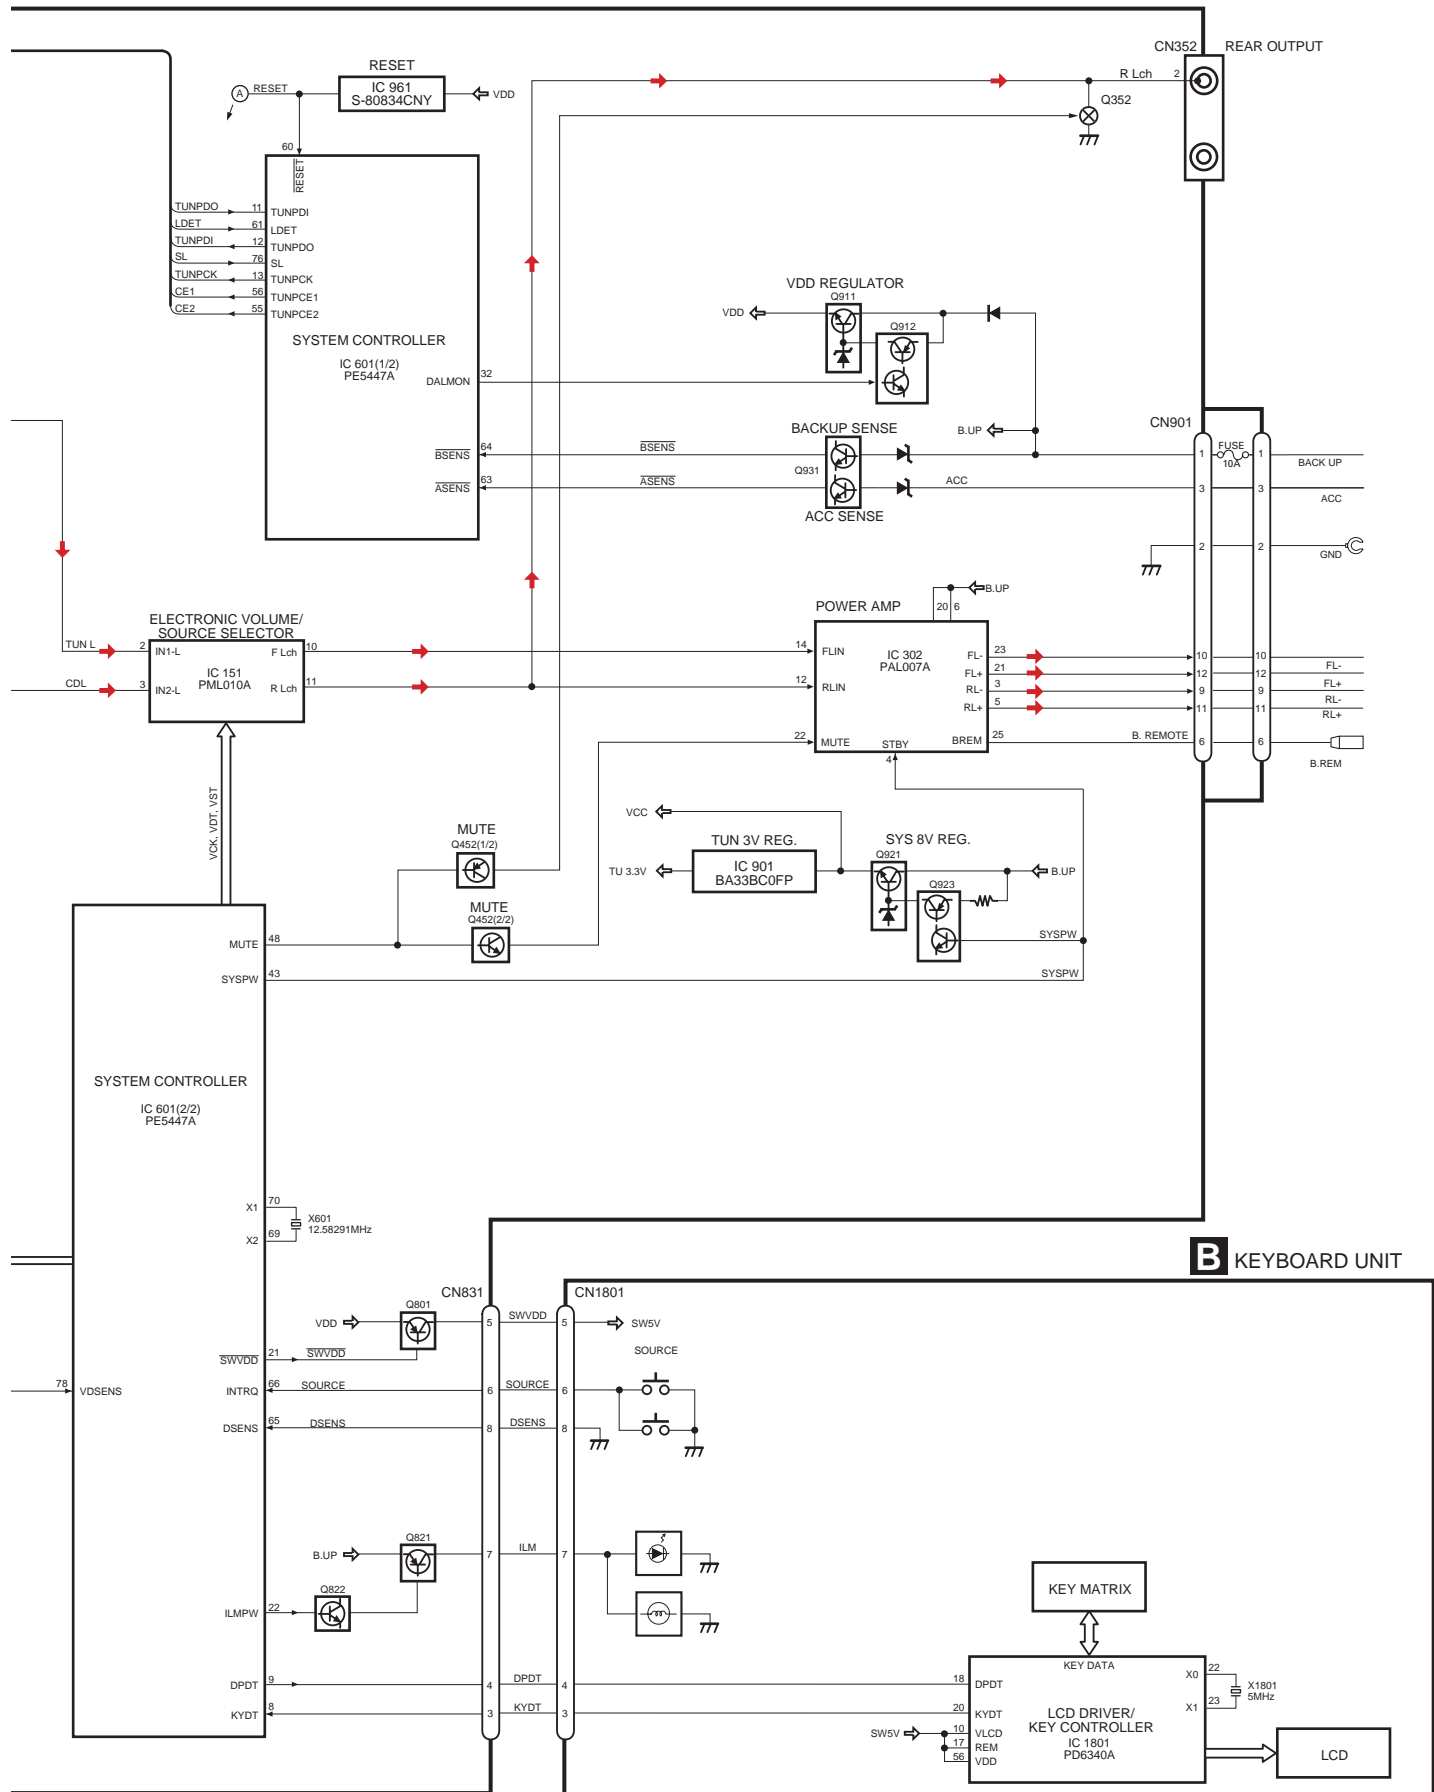 CN352 REAR OUTPUT
RESET
IC 961
S-80834CNY
A RESET
VDD
R Lch 2
Q352
60
RESET
TUNPDO 11 TUNPDI
LDET 61 LDET
TUNPDI 12 TUNPDO
SL 76 SL
TUNPCK 13 TUNPCK
CE1 56 TUNPCE1
CE2 55 TUNPCE2
SYSTEM CONTROLLER
IC 601(1/2)
PE5447A
DALMON 32
BSENS 64
ASENS 63
VDD REGULATOR
Q911
VDD
Q912
BACKUP SENSE
B.UP
BSENS
Q931
ASENS
ACC
ACC SENSE
CN901
1 FUSE 1
10A
BACK UP
3 3
ACC
2 2
GND
ELECTRONIC VOLUME/
SOURCE SELECTOR
TUN L 2 IN1-L F Lch 10
IC 151
PML010A
CDL 3 IN2-L R Lch 11
POWER AMP
20 6 B.UP
14 FLIN
IC 302
PAL007A
12 RLIN
22 MUTE
STBY
4
FL- 23
FL+ 21
RL- 3
RL+ 5
BREM 25
B. REMOTE
10 10 FL-
12 12 FL+
9 9 RL-
11 11 RL+
6 6
B.REM
VCK, VDT, VST
MUTE
Q452(1/2)
MUTE
Q452(2/2)
VCC
TUN 3V REG.
TU 3.3V
IC 901
BA33BC0FP
SYS 8V REG.
Q921
B.UP
Q923
SYSPW
SYSPW
MUTE 48
SYSPW 43
SYSTEM CONTROLLER
IC 601(2/2)
PE5447A
X1 70
X2 69
X601
12.58291MHz
B KEYBOARD UNIT
CN831 CN1801
Q801
VDD
5 SWVDD 5 SW5V
SWVDD 21 SWVDD
SOURCE
78 VDSENS
INTRQ 66 SOURCE 6 SOURCE 6
DSENS 65 DSENS 8 DSENS 8
Q821
B.UP
7 ILM 7
Q822
ILMPW 22
DPDT 9 4 DPDT 4
KYDT 8 3 KYDT 3
KEY MATRIX
KEY DATA
18 DPDT
20 KYDT
SW5V 10 VLCD
17 REM
56 VDD
LCD DRIVER/
KEY CONTROLLER
IC 1801
PD6340A
X0 22
X1 23
X1801
5MHz
LCD